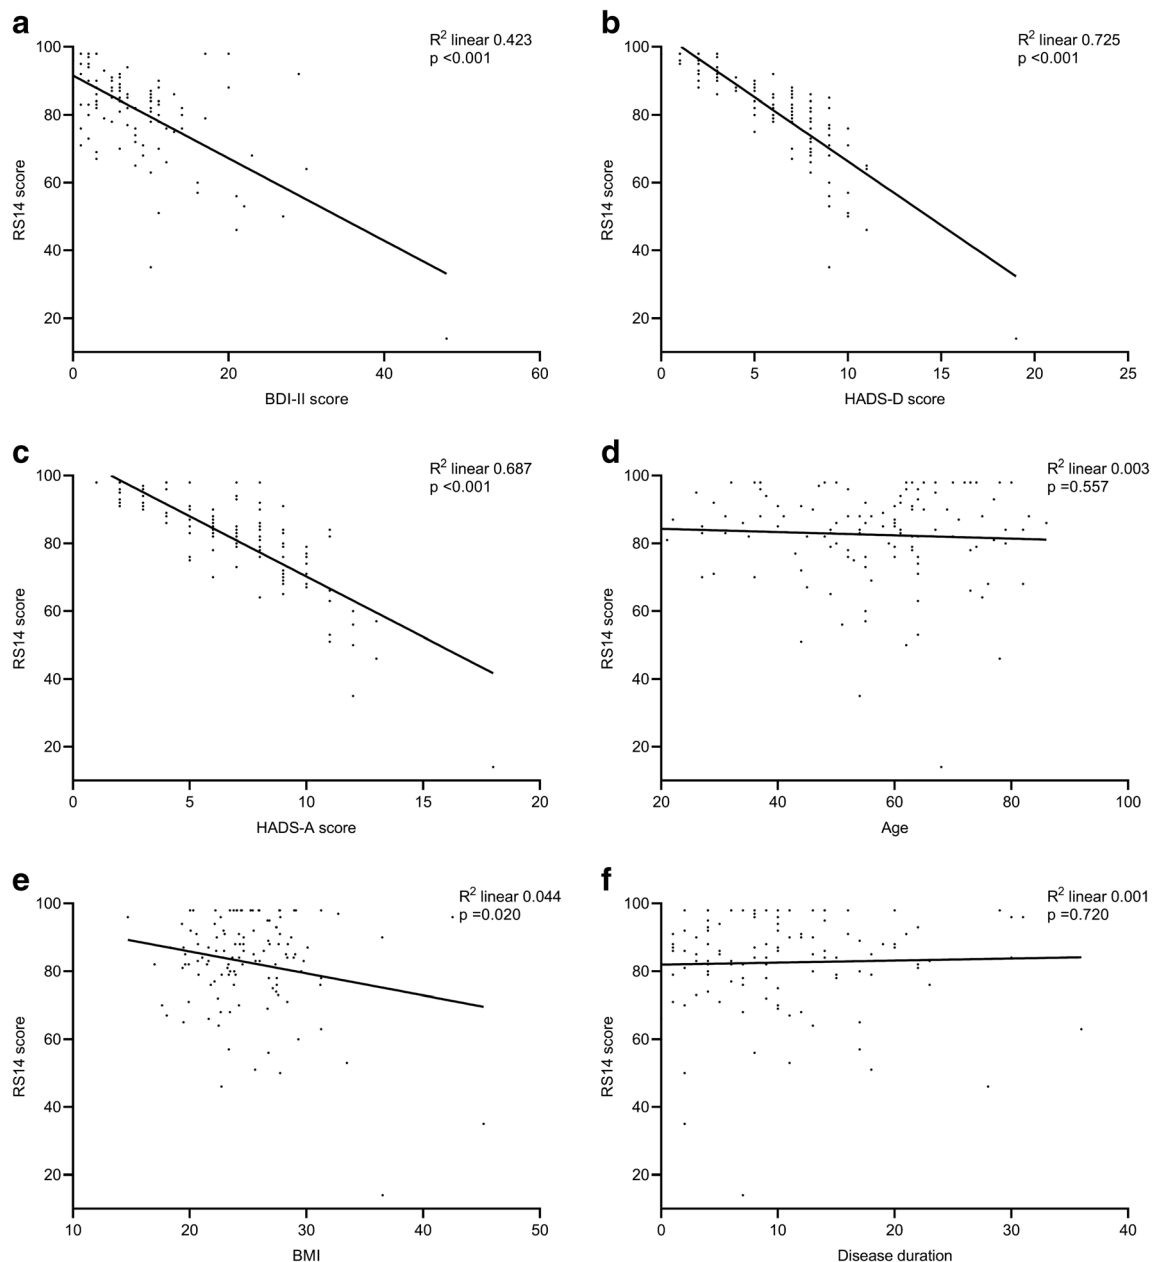 a
R² linear 0.423
p <0.001
100
80
60
40
20
RS14 score
0 20 40 60
BDI-II score
b
R² linear 0.725
p <0.001
100
80
60
40
20
RS14 score
0 5 10 15 20 25
HADS-D score
c
R² linear 0.687
p <0.001
100
80
60
40
20
RS14 score
0 5 10 15 20
HADS-A score
d
R² linear 0.003
p =0.557
100
80
60
40
20
RS14 score
20 40 60 80 100
Age
e
R² linear 0.044
p =0.020
100
80
60
40
20
RS14 score
10 20 30 40 50
BMI
f
R² linear 0.001
p =0.720
100
80
60
40
20
RS14 score
0 10 20 30 40
Disease duration